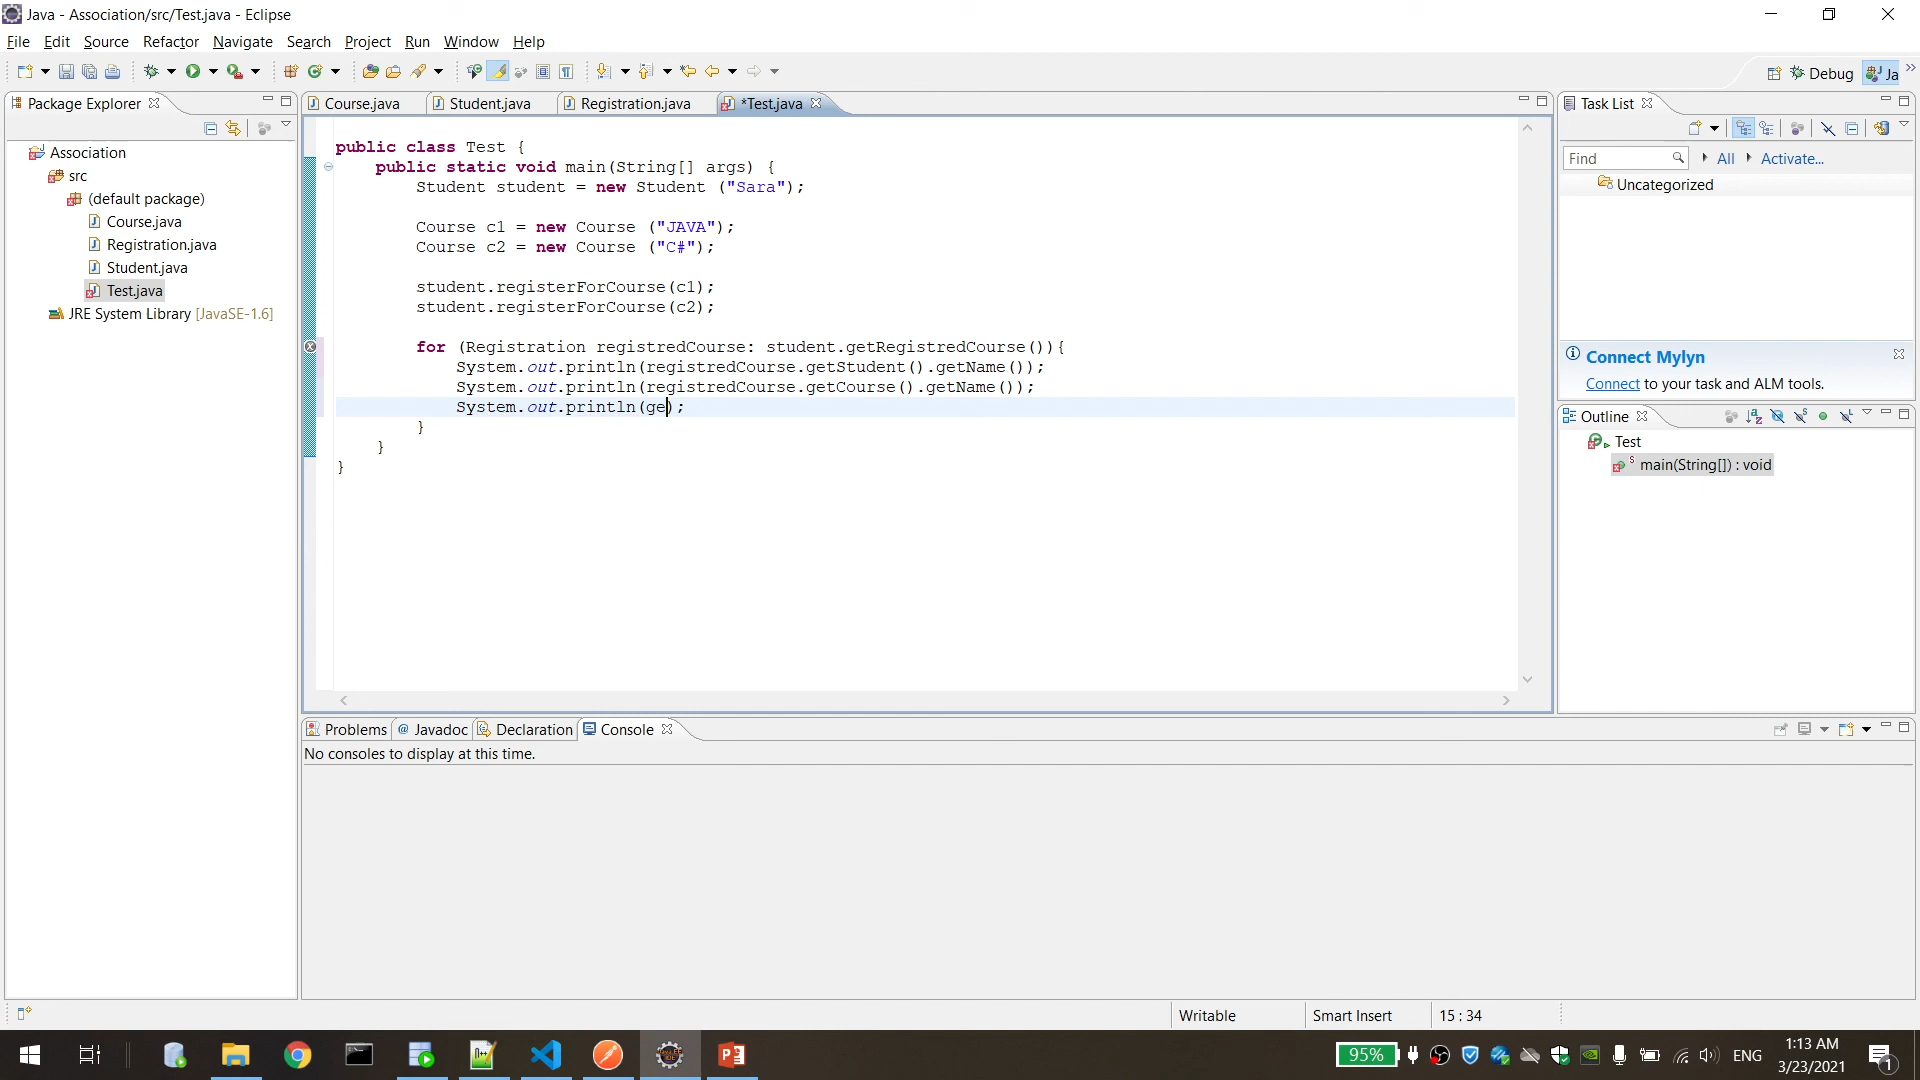 Java - Association/src/Test.java - Eclipse
File Edit Source Refactor Navigate Search Project Run Window Help
Debug Ja
Package Explorer
Course.java Student.java Registration.java *Test.java
Task List
Association
src
(default package)
Course.java
Registration.java
Student.java
Test.java
JRE System Library [JavaSE-1.6]
public class Test {
public static void main(String[] args) {
Student student = new Student ("Sara");
Course c1 = new Course ("JAVA");
Course c2 = new Course ("C#");
student.registerForCourse(c1);
student.registerForCourse(c2);
for (Registration registredCourse: student.getRegistredCourse()){
System.out.println(registredCourse.getStudent().getName());
System.out.println(registredCourse.getCourse().getName());
System.out.println(ge);
}
}
}
Find All Activate...
Uncategorized
Connect Mylyn
Connect to your task and ALM tools.
Outline
Test
main(String[]) : void
Problems @ Javadoc Declaration Console
No consoles to display at this time.
Writable Smart Insert 15 : 34
95% ENG 1:13 AM
3/23/2021 1